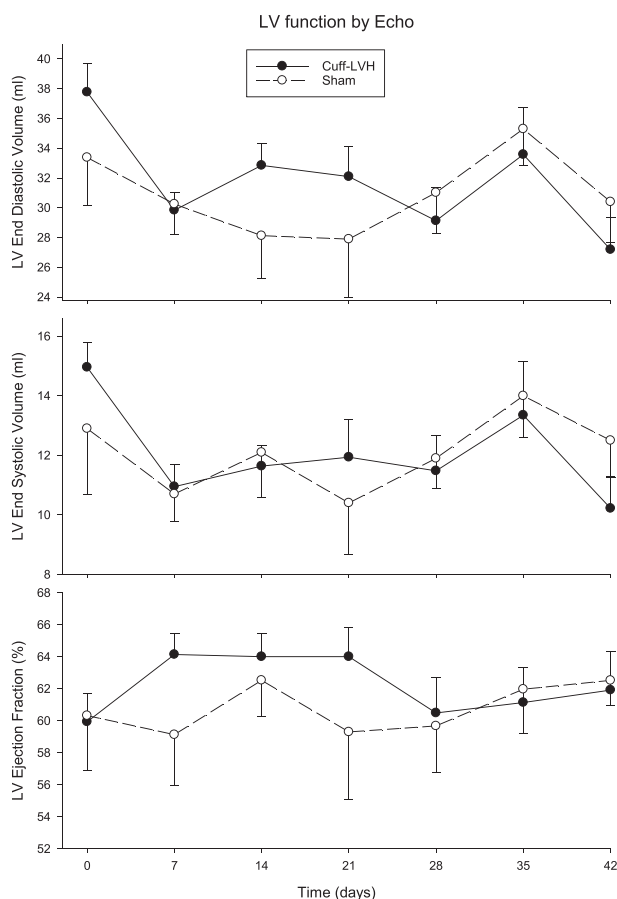 LV function by Echo
Cuff-LVH
Sham
LV End Diastolic Volume (ml)
40
38
36
34
32
30
28
26
24
LV End Systolic Volume (ml)
16
14
12
10
8
LV Ejection Fraction (%)
68
66
64
62
60
58
56
54
52
0 7 14 21 28 35 42
Time (days)